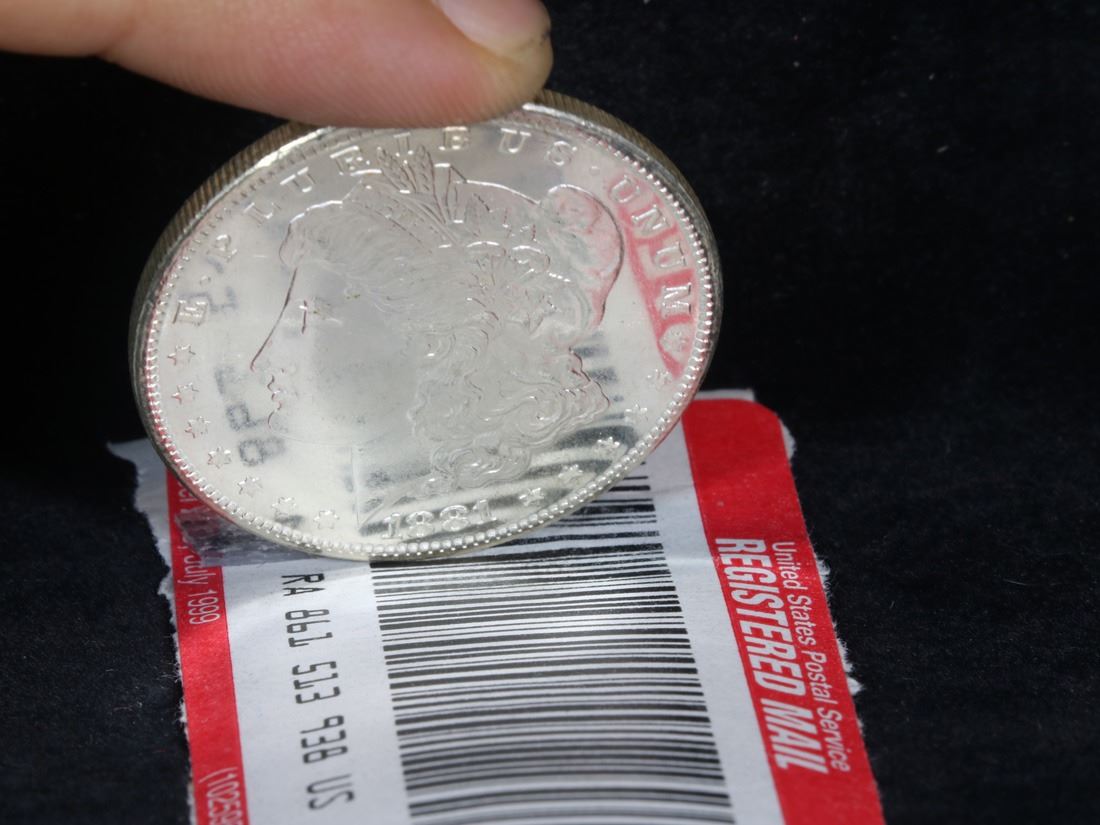 E·PLURIBUS·UNUM
1881
United States Postal Service
REGISTERED MAIL
RA 861 513 938 US
July 1999